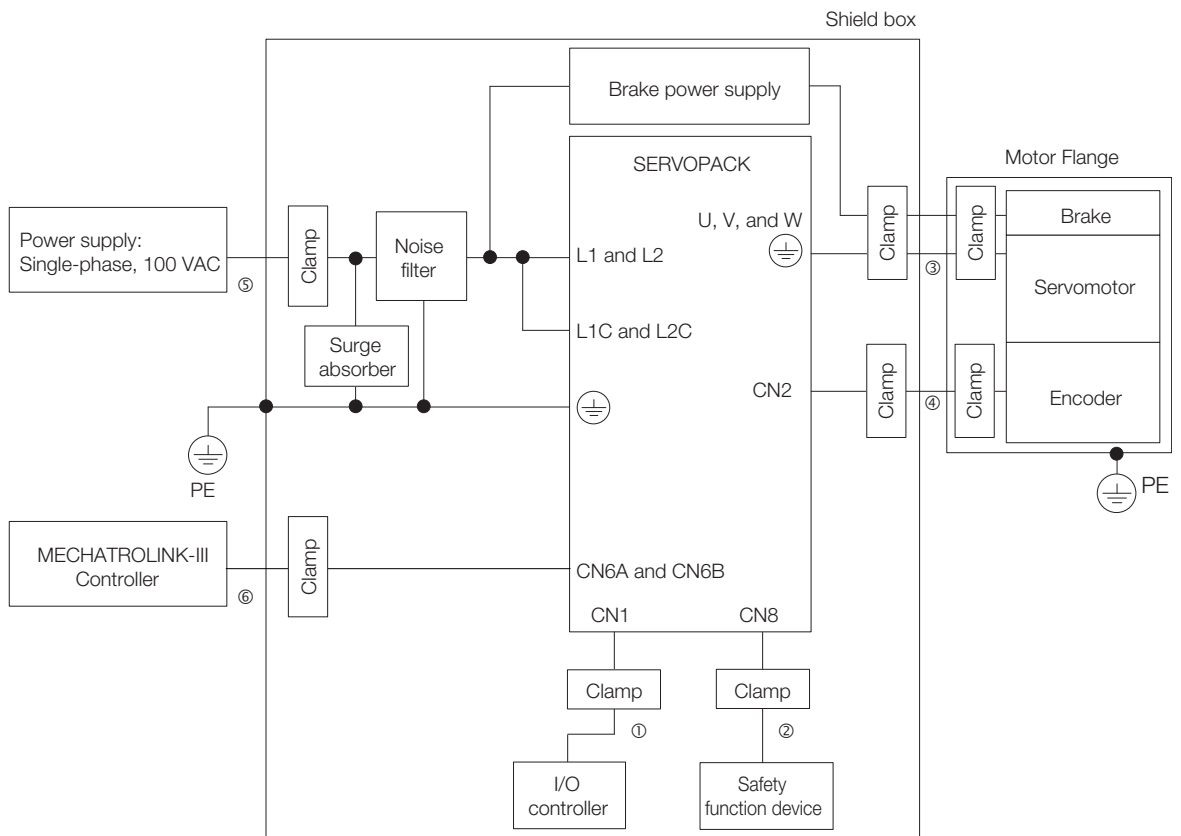 Shield box
Brake power supply
SERVOPACK
Motor Flange
Power supply:
Single-phase, 100 VAC
⑤
Clamp
Noise
filter
L1 and L2
U, V, and W
Clamp
③
Clamp
Brake
Servomotor
L1C and L2C
Surge
absorber
CN2
Clamp
④
Clamp
Encoder
PE
PE
MECHATROLINK-III
Controller
⑥
Clamp
CN6A and CN6B
CN1
CN8
Clamp
Clamp
①
②
I/O
controller
Safety
function device